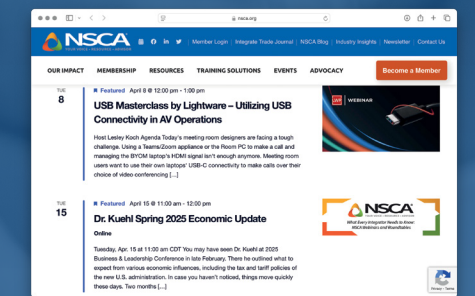 nsca.org
NSCA
Member Login | Integrate Trade Journal | NSCA Blog | Industry Insights | Newsletter | Contact Us
OUR IMPACT MEMBERSHIP RESOURCES TRAINING SOLUTIONS EVENTS ADVOCACY Become a Member
TUE
8
Featured April 8 @ 12:00 pm - 1:00 pm
USB Masterclass by Lightware – Utilizing USB
Connectivity in AV Operations
Host Lesley Koch Agenda Today's meeting room designers are facing a tough
challenge. Using a Teams/Zoom appliance or the Room PC to make a call and
managing the BYOM laptop's HDMI signal isn't enough anymore. Meeting room
users want to use their own laptops' USB-C connectivity to make calls over their
choice of video-conferencing [...]
WEBINAR
TUE
15
Featured April 15 @ 11:00 am - 12:00 pm
Dr. Kuehl Spring 2025 Economic Update
Online
Tuesday, Apr. 15 at 11:00 am CDT You may have seen Dr. Kuehl at 2025
Business & Leadership Conference in late February. There he outlined what to
expect from various economic influences, including the tax and tariff policies of
the new U.S. administration. In case you haven't noticed, things move quickly
these days. Two months [...]
NSCA
What Every Integrator Needs to Know:
NSCA Webinars and Roundtables
Privacy - Terms